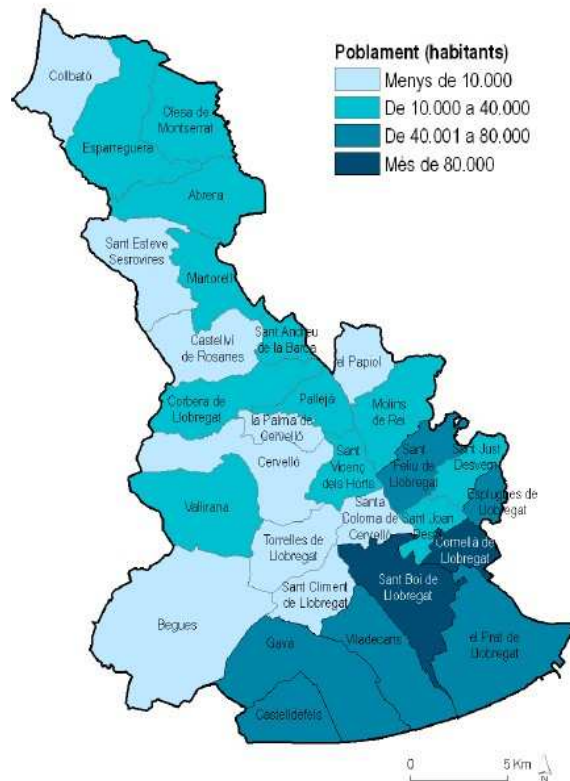 Poblament (habitants)
Menys de 10.000
De 10.000 a 40.000
De 40.001 a 80.000
Més de 80.000
Collbató
Olesa de
Montserrat
Esparreguera
Abrera
Sant Esteve
Sesrovires
Martorell
Castellví
de Rosanes
Sant Andreu
de la Barca
el Papiol
Corbera de
Llobregat
Pallejà
Molins
de Rei
la Palma de
Cervelló
Cervelló
Sant
Vicenç
dels Horts
Sant
Feliu de
Llobregat
Sant Just
Desvern
Esplugues de
Llobregat
Vallirana
Santa
Coloma de
Cervelló
Sant Joan
Despí
Cornellà de
Llobregat
Torrelles de
Llobregat
Sant Climent
de Llobregat
Sant Boi de
Llobregat
Begues
Gavà
Viladecans
el Prat de
Llobregat
Castelldefels
0 5 Km